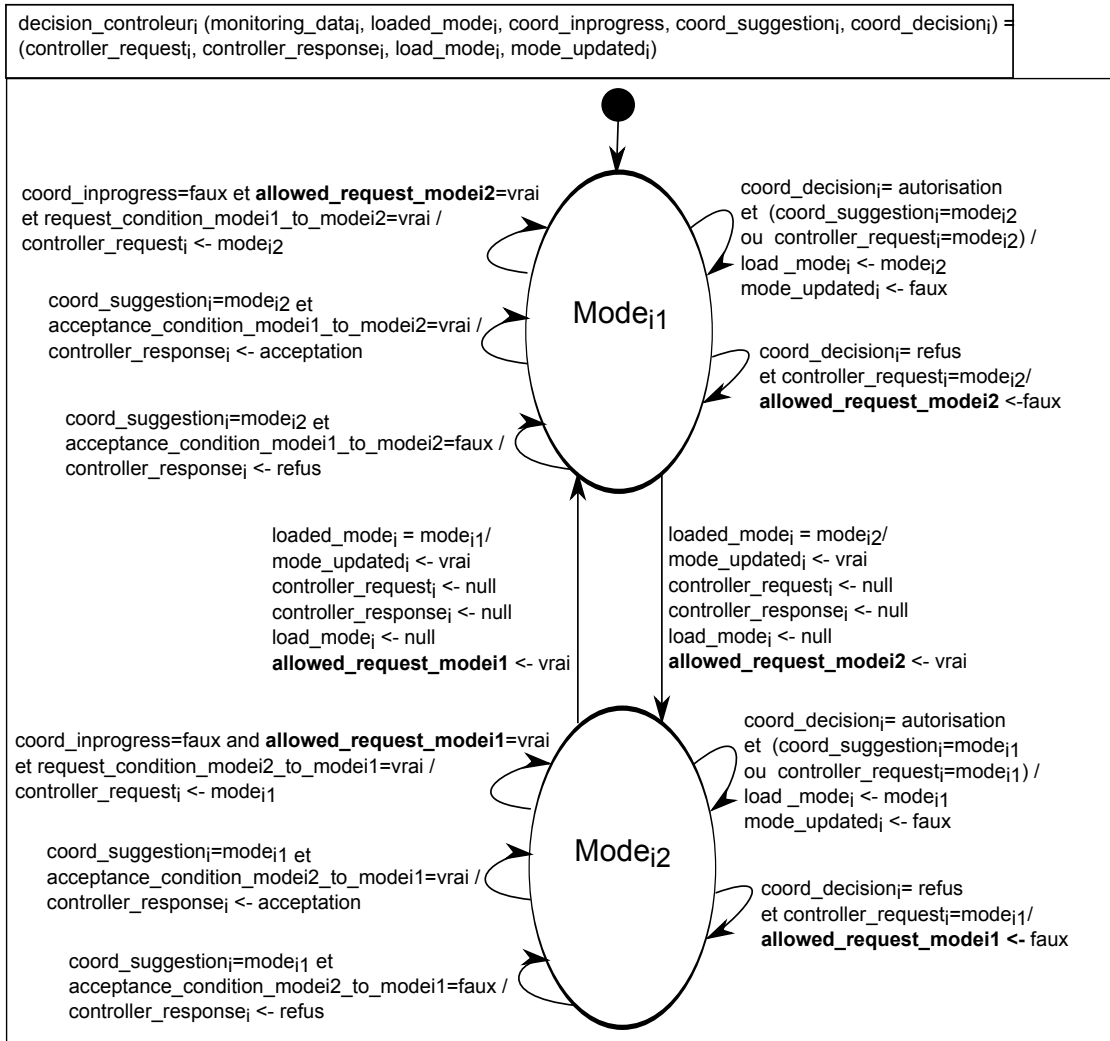 decision_controleuri (monitoring_datai, loaded_modei, coord_inprogress, coord_suggestioni, coord_decisioni) =
(controller_requesti, controller_responsei, load_modei, mode_updatedi)
coord_inprogress=faux et allowed_request_modei2=vrai
et request_condition_modei1_to_modei2=vrai /
controller_requesti <- modei2
coord_suggestioni=modei2 et
acceptance_condition_modei1_to_modei2=vrai /
controller_responsei <- acceptation
coord_suggestioni=modei2 et
acceptance_condition_modei1_to_modei2=faux /
controller_responsei <- refus
Modei1
coord_decisioni= autorisation
et (coord_suggestioni=modei2
ou controller_requesti=modei2) /
load _modei <- modei2
mode_updatedi <- faux
coord_decisioni= refus
et controller_requesti=modei2/
allowed_request_modei2 <-faux
loaded_modei = modei1/
mode_updatedi <- vrai
controller_requesti <- null
controller_responsei <- null
load_modei <- null
allowed_request_modei1 <- vrai
loaded_modei = modei2/
mode_updatedi <- vrai
controller_requesti <- null
controller_responsei <- null
load_modei <- null
allowed_request_modei2 <- vrai
coord_inprogress=faux and allowed_request_modei1=vrai
et request_condition_modei2_to_modei1=vrai /
controller_requesti <- modei1
coord_suggestioni=modei1 et
acceptance_condition_modei2_to_modei1=vrai /
controller_responsei <- acceptation
coord_suggestioni=modei1 et
acceptance_condition_modei2_to_modei1=faux /
controller_responsei <- refus
Modei2
coord_decisioni= autorisation
et (coord_suggestioni=modei1
ou controller_requesti=modei1) /
load _modei <- modei1
mode_updatedi <- faux
coord_decisioni= refus
et controller_requesti=modei1/
allowed_request_modei1 <- faux